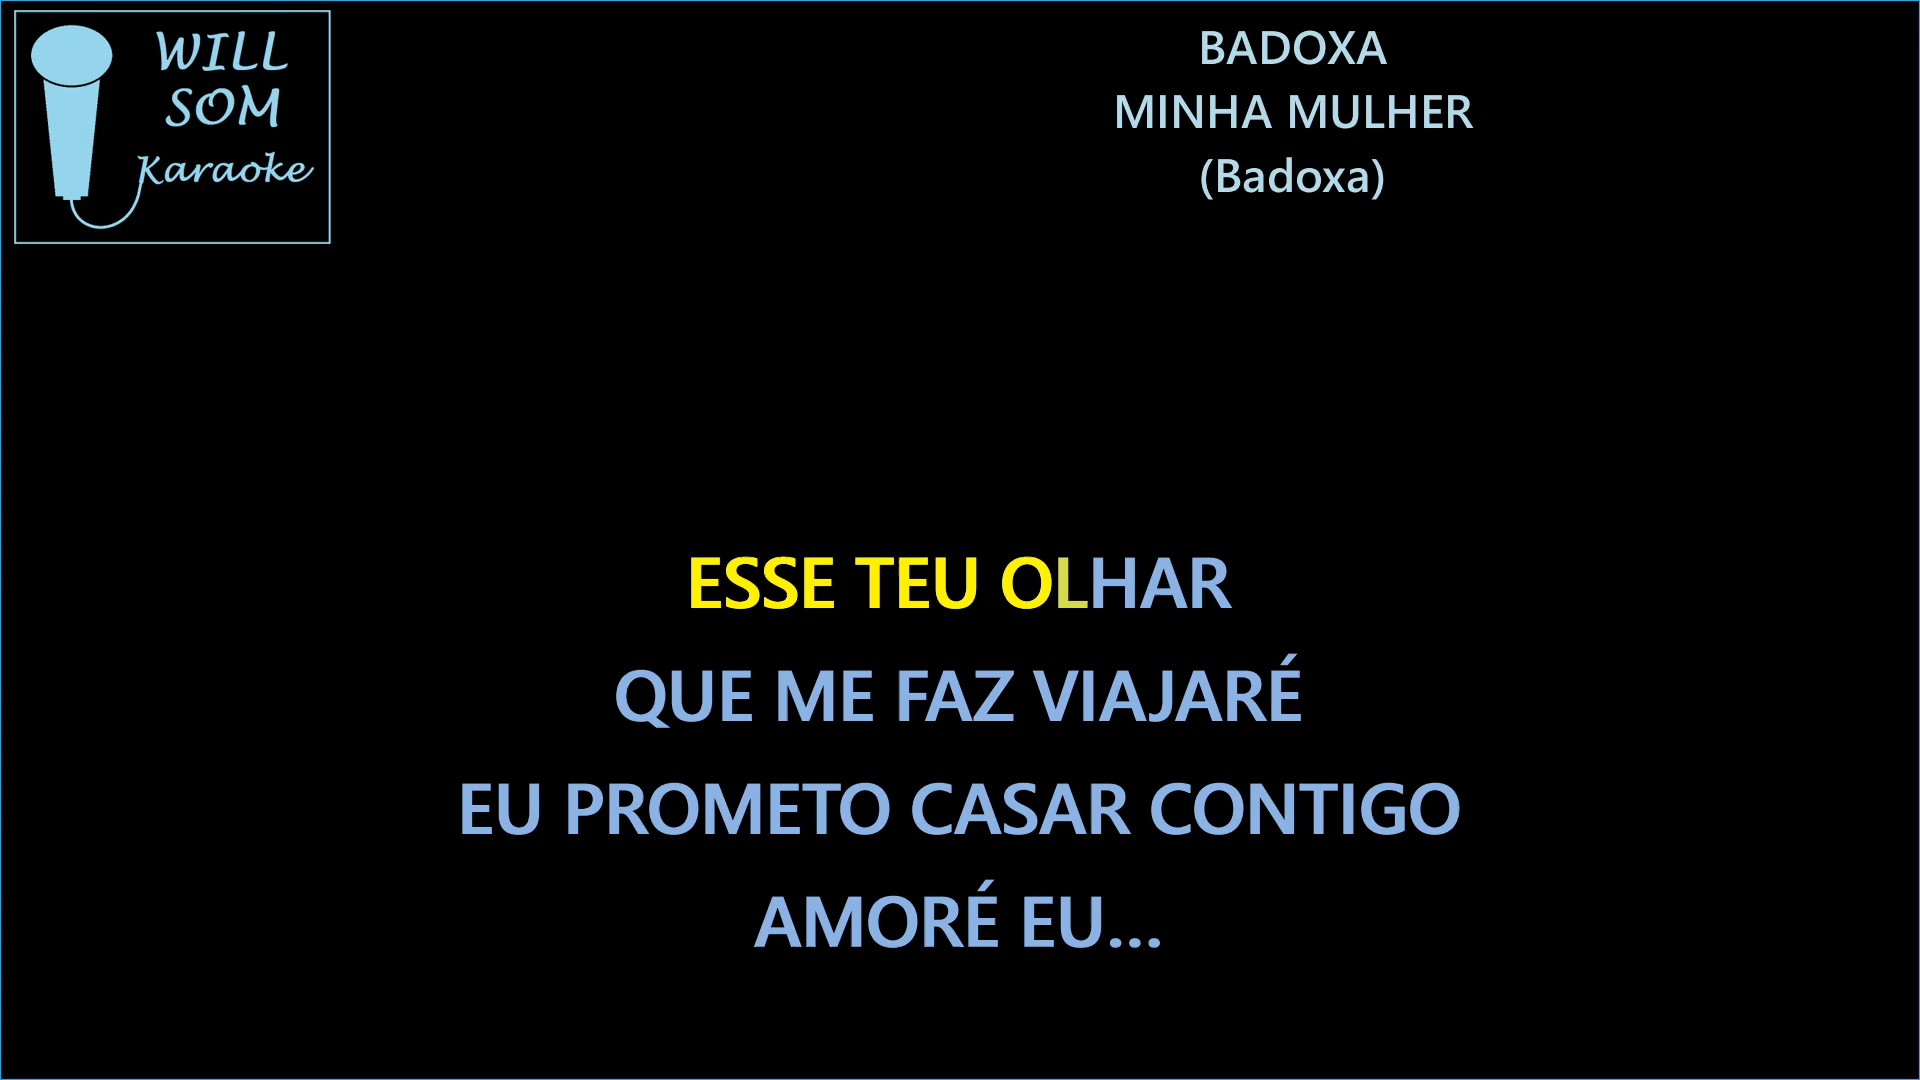 WILL
SOM
Karaoke
BADOXA
MINHA MULHER
(Badoxa)
ESSE TEU OLHAR
QUE ME FAZ VIAJARÉ
EU PROMETO CASAR CONTIGO
AMORÉ EU...